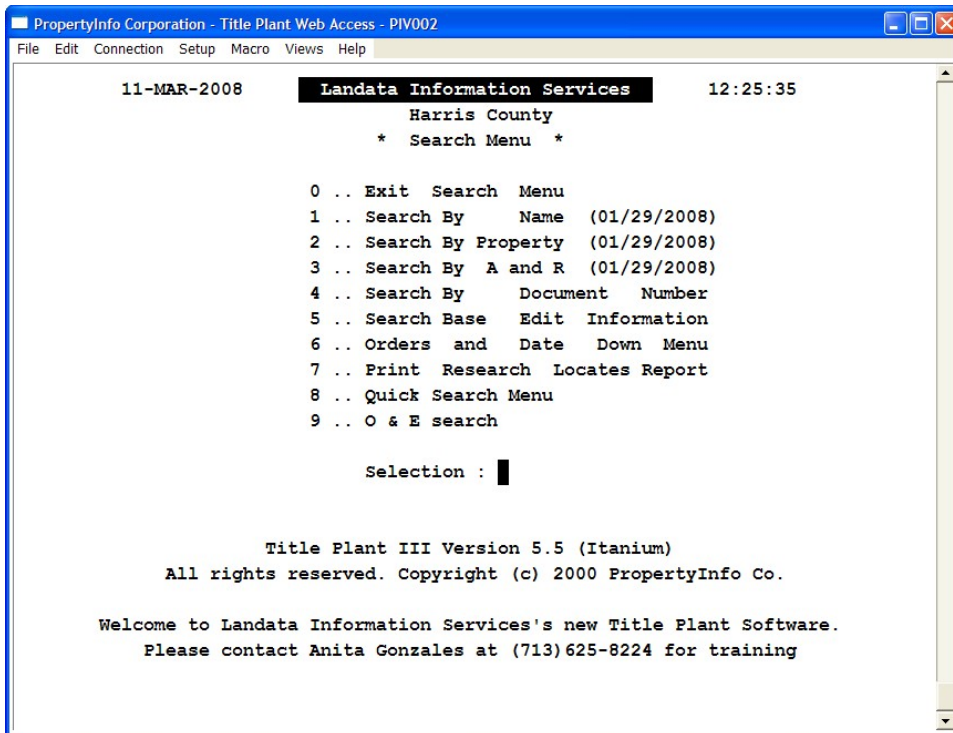 PropertyInfo Corporation - Title Plant Web Access - PIV002
File Edit Connection Setup Macro Views Help
11-MAR-2008 Landata Information Services 12:25:35
Harris County
* Search Menu *
0 .. Exit Search Menu
1 .. Search By Name (01/29/2008)
2 .. Search By Property (01/29/2008)
3 .. Search By A and R (01/29/2008)
4 .. Search By Document Number
5 .. Search Base Edit Information
6 .. Orders and Date Down Menu
7 .. Print Research Locates Report
8 .. Quick Search Menu
9 .. O & E search
Selection :
Title Plant III Version 5.5 (Itanium)
All rights reserved. Copyright (c) 2000 PropertyInfo Co.
Welcome to Landata Information Services's new Title Plant Software.
Please contact Anita Gonzales at (713)625-8224 for training